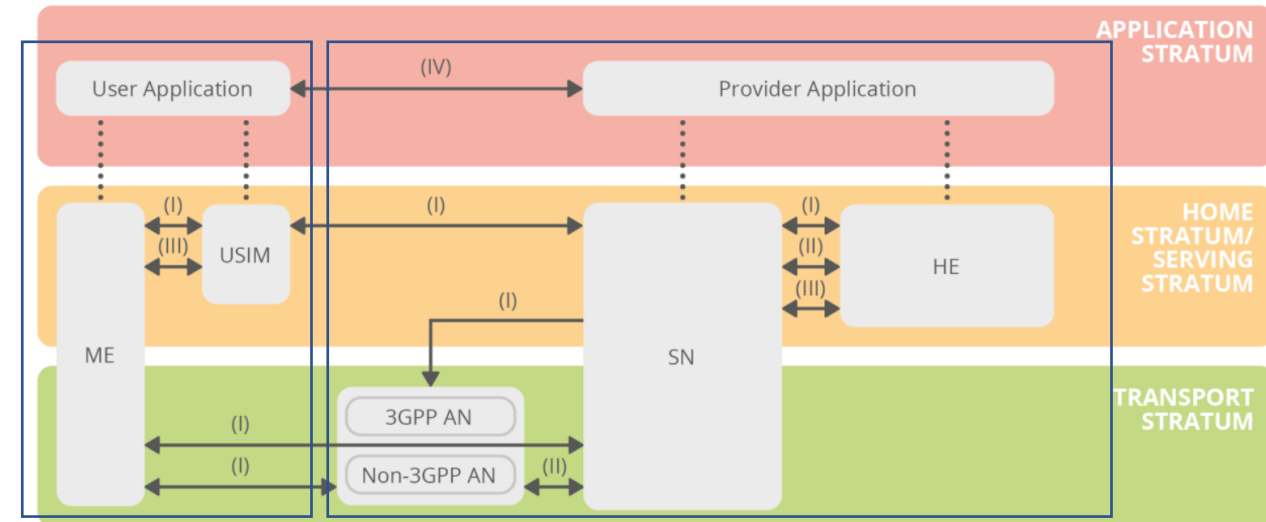 APPLICATION
STRATUM
User Application
(IV)
Provider Application
HOME
STRATUM/
SERVING
STRATUM
(I)
(III)
USIM
(I)
(I)
(II)
(III)
HE
(I)
ME
SN
TRANSPORT
STRATUM
3GPP AN
(I)
(I)
Non-3GPP AN
(II)